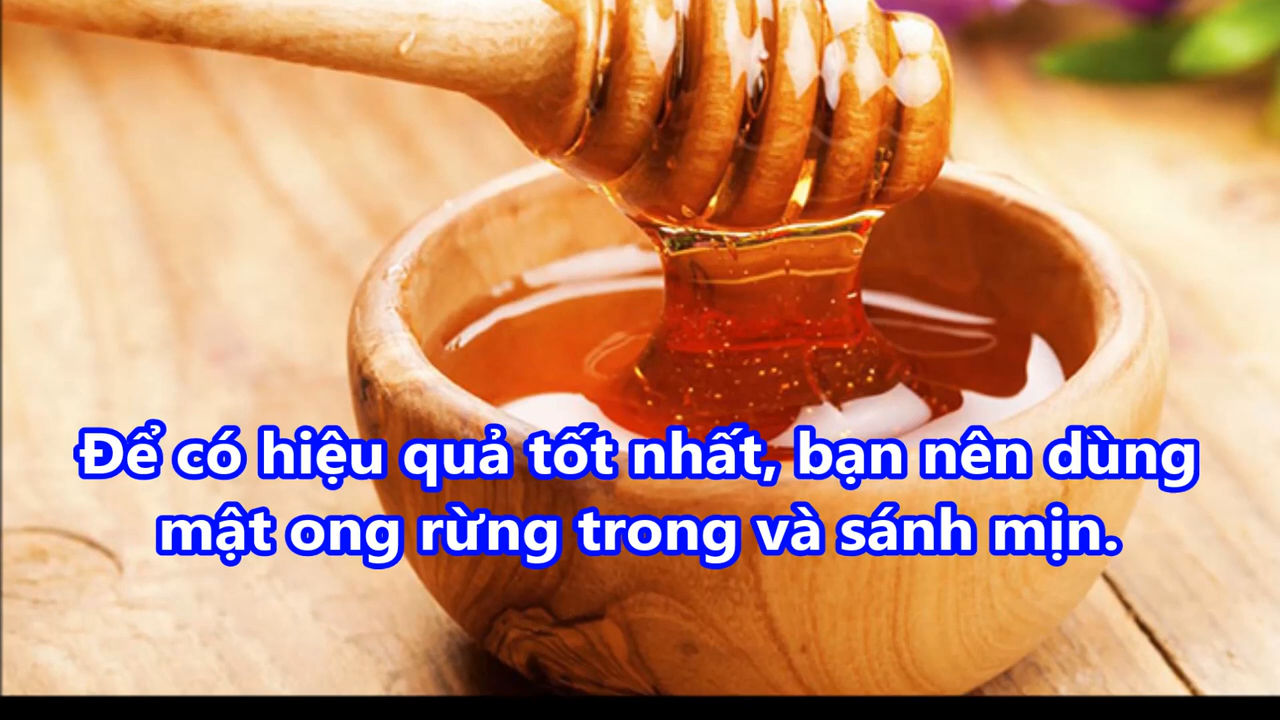 Để có hiệu quả tốt nhất, bạn nên dùng
mật ong rừng trong và sánh mịn.